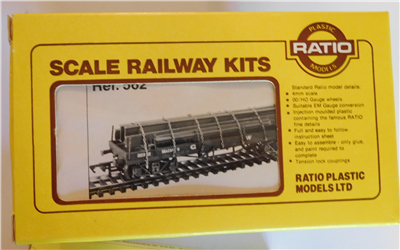 PLASTIC
RATIO
MODELS
SCALE RAILWAY KITS
Ref. 562
Standard Ratio model details.
4mm scale
OO/HO Gauge wheels
Suitable EM Gauge conversion
Injection moulded plastic
containing the famous RATIO
fine details
Full and easy to follow
instruction sheet
Easy to assemble - only glue,
and paint required to
complete
Tension lock couplings
RATIO PLASTIC
MODELS LTD